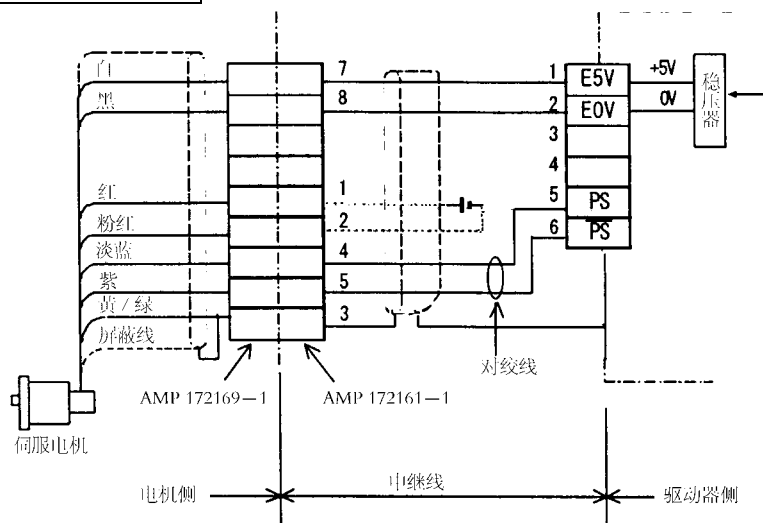 白 7 1 E5V +5V 稳压器
黑 8 2 E0V 0V
3
4
红 1 5 PS
粉红 2 6 PS
淡蓝 4
紫 5
黄/绿 3
屏蔽线
对绞线
AMP 172169-1 AMP 172161-1
伺服电机
电机侧 中继线 驱动器侧